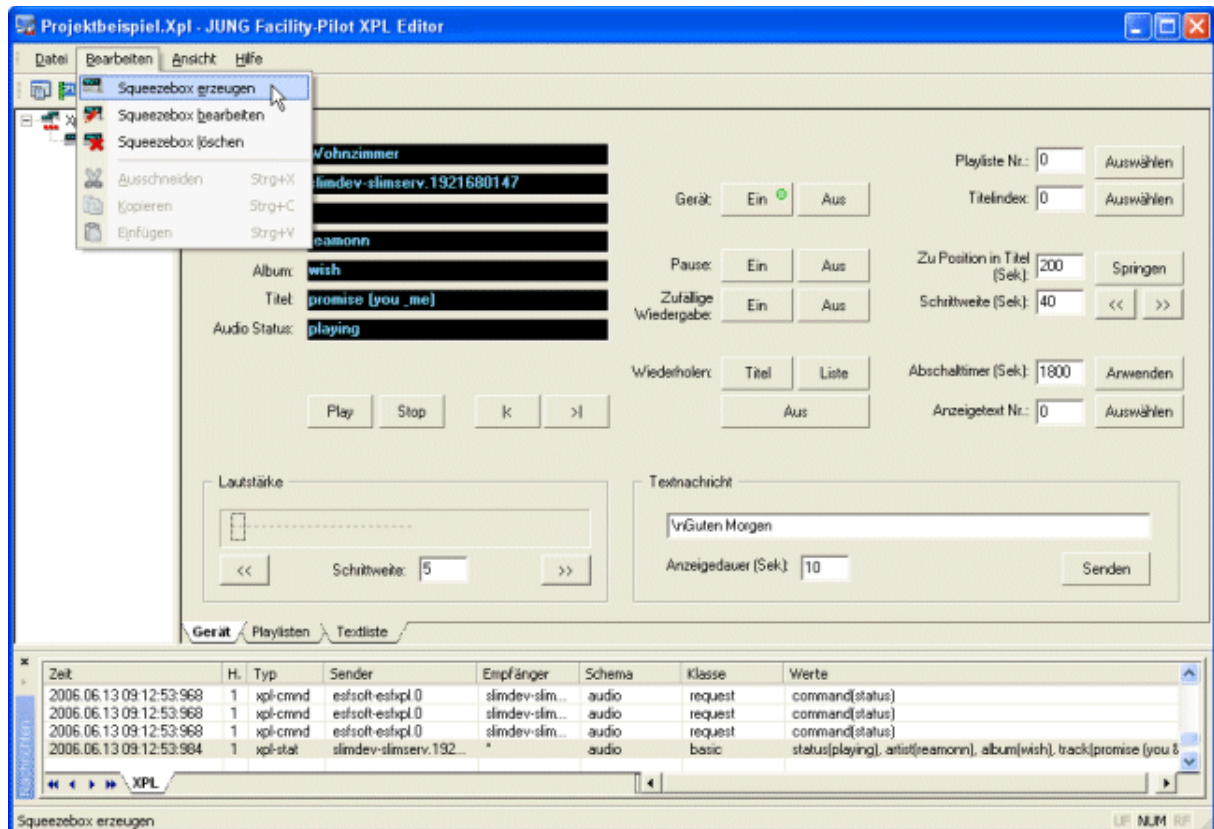 Projektbeispiel.Xpl - JUNG Facility-Pilot XPL Editor
Datei Bearbeiten Ansicht Hilfe
Squeezebox erzeugen
Squeezebox bearbeiten
Squeezebox löschen
Ausschneiden Strg+X
Kopieren Strg+C
Einfügen Strg+V
Wohnzimmer
slimdev-slimserv.1921680147
reamonn
Album: wish
Titel: promise (you _me)
Audio Status: playing
Play Stop |< >|
Gerät: Ein Aus
Pause: Ein Aus
Zufällige Wiedergabe: Ein Aus
Wiederholen: Titel Liste
Aus
Playliste Nr.: 0 Auswählen
Titelindex: 0 Auswählen
Zu Position in Titel (Sek): 200 Springen
Schrittweite (Sek): 40 << >>
Abschalttimer (Sek): 1800 Anwenden
Anzeigetext Nr.: 0 Auswählen
Lautstärke
<< Schrittweite: 5 >>
Textnachricht
\nGuten Morgen
Anzeigedauer (Sek): 10 Senden
Gerät Playlisten Textliste
Nachrichten
Zeit H. Typ Sender Empfänger Schema Klasse Werte
2006.06.13 09:12:53:968 1 xpl-cmnd esfsoft-esfxpl.0 slimdev-slim... audio request command(status)
2006.06.13 09:12:53:968 1 xpl-cmnd esfsoft-esfxpl.0 slimdev-slim... audio request command(status)
2006.06.13 09:12:53:968 1 xpl-cmnd esfsoft-esfxpl.0 slimdev-slim... audio request command(status)
2006.06.13 09:12:53:984 1 xpl-stat slimdev-slimserv.192... * audio basic status(playing), artist(reamonn), album(wish), track(promise (you &
XPL
Squeezebox erzeugen UF NUM RF